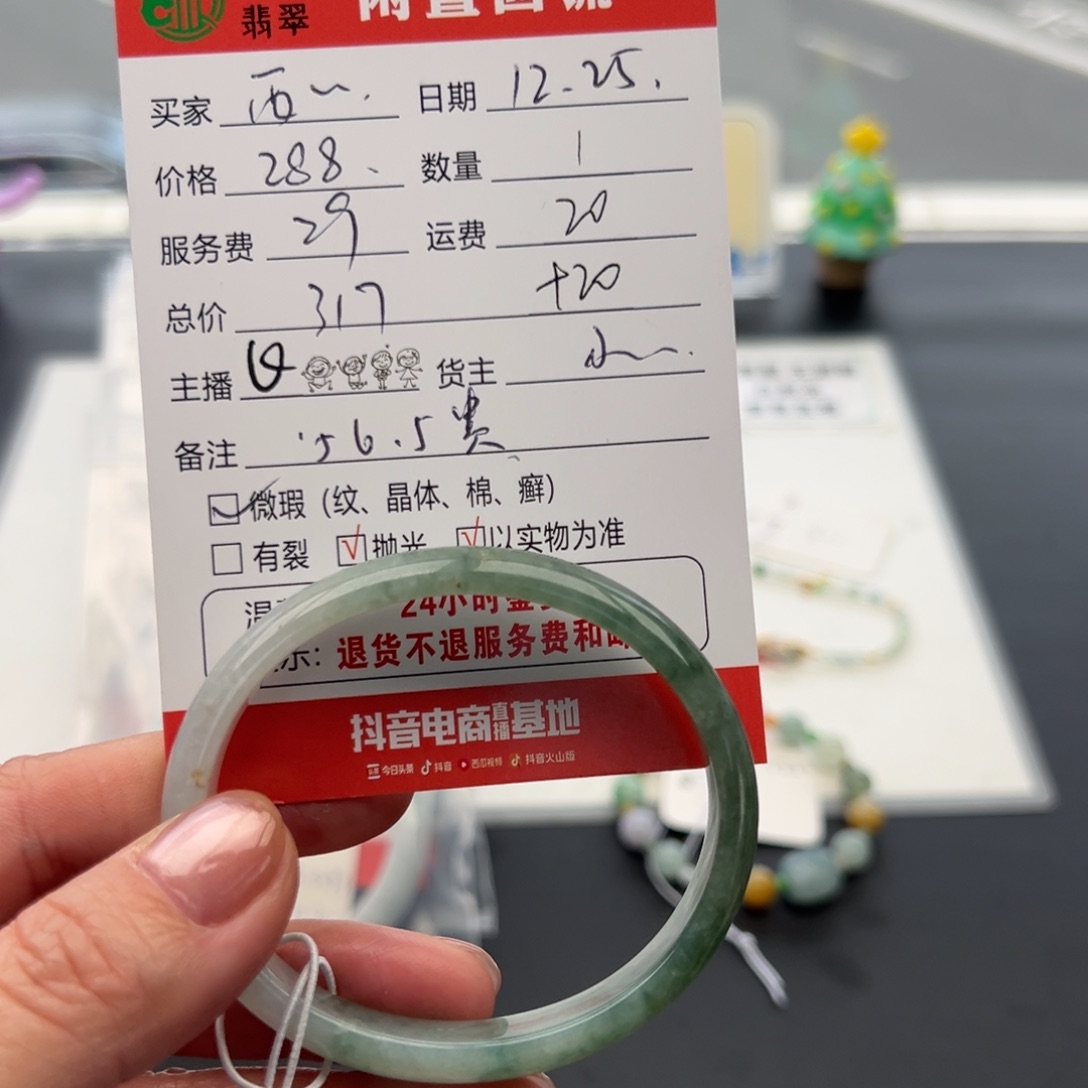 翡翠
买家 西 日期 12.25.
价格 288. 数量 1
服务费 29 运费 20
总价 317 +20
主播 货主
备注 56.5贵
微瑕（纹、晶体、棉、癣）
有裂 √抛光 √以实物为准
24小时
示：退货不退服务费和
抖音电商直播基地
今日头条 抖音 西瓜视频 抖音火山版